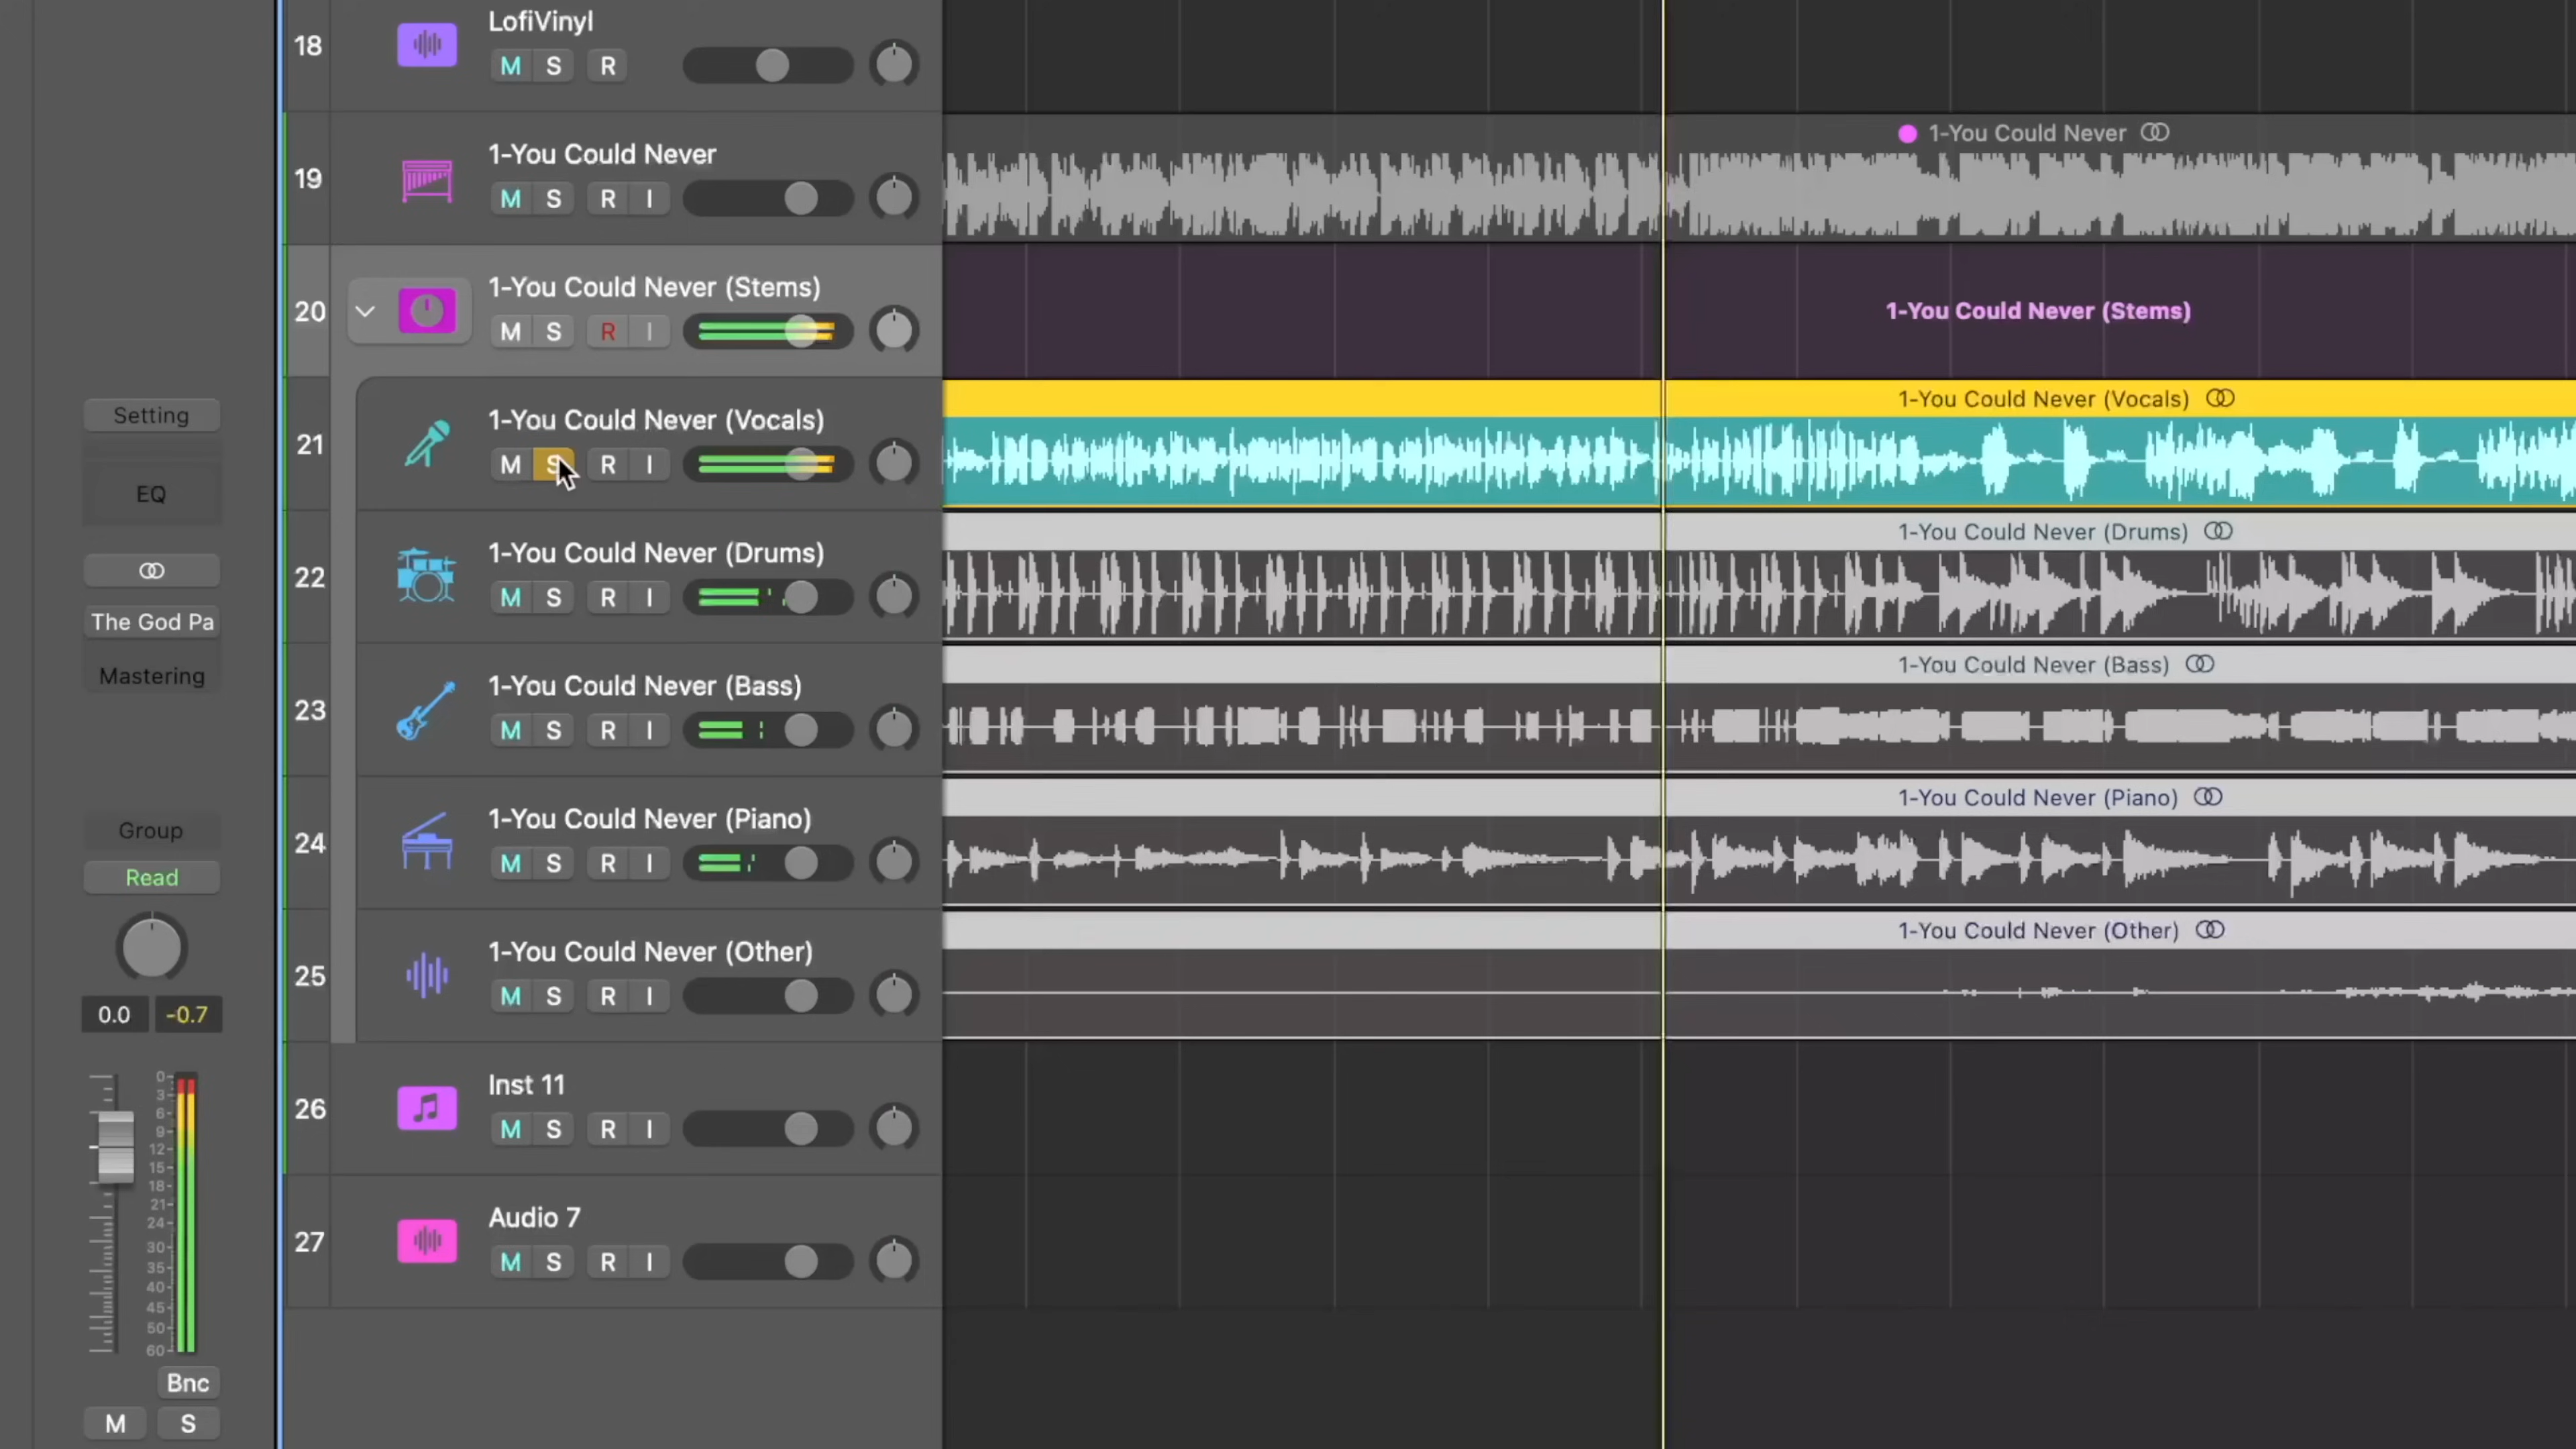 18
LofiVinyl
M S R
19
1-You Could Never
M S R I
1-You Could Never
20
1-You Could Never (Stems)
M S R I
1-You Could Never (Stems)
21
1-You Could Never (Vocals)
M S R I
1-You Could Never (Vocals)
22
1-You Could Never (Drums)
M S R I
1-You Could Never (Drums)
23
1-You Could Never (Bass)
M S R I
1-You Could Never (Bass)
24
1-You Could Never (Piano)
M S R I
1-You Could Never (Piano)
25
1-You Could Never (Other)
M S R I
1-You Could Never (Other)
26
Inst 11
M S R I
27
Audio 7
M S R I
Setting
EQ
The God Pa
Mastering
Group
Read
0.0 -0.7
0
3
6
9
12
15
18
21
24
30
35
40
45
50
60
Bnc
M S